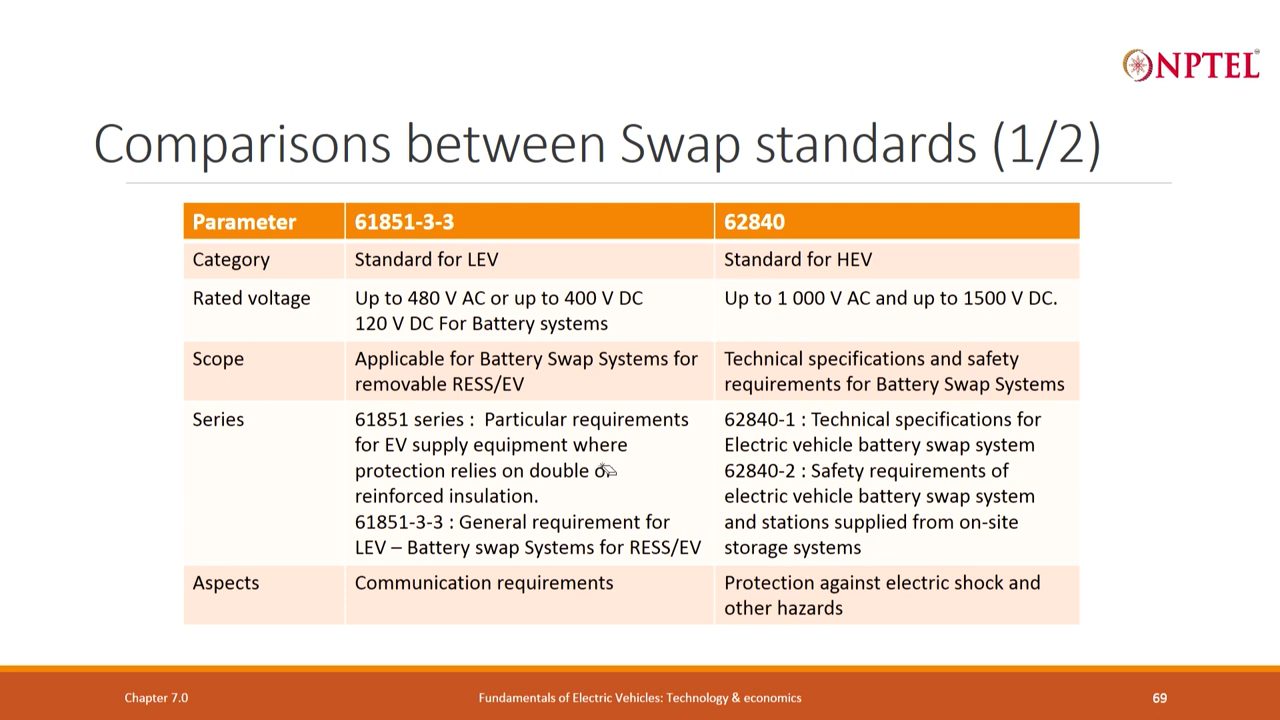 NPTEL
Comparisons between Swap standards (1/2)
Parameter 61851-3-3 62840
Category Standard for LEV Standard for HEV
Rated voltage Up to 480 V AC or up to 400 V DC Up to 1 000 V AC and up to 1500 V DC.
120 V DC For Battery systems
Scope Applicable for Battery Swap Systems for Technical specifications and safety
removable RESS/EV requirements for Battery Swap Systems
Series 61851 series : Particular requirements 62840-1 : Technical specifications for
for EV supply equipment where Electric vehicle battery swap system
protection relies on double 62840-2 : Safety requirements of
reinforced insulation. electric vehicle battery swap system
61851-3-3 : General requirement for and stations supplied from on-site
LEV – Battery swap Systems for RESS/EV storage systems
Aspects Communication requirements Protection against electric shock and
other hazards
Chapter 7.0 Fundamentals of Electric Vehicles: Technology & economics 69